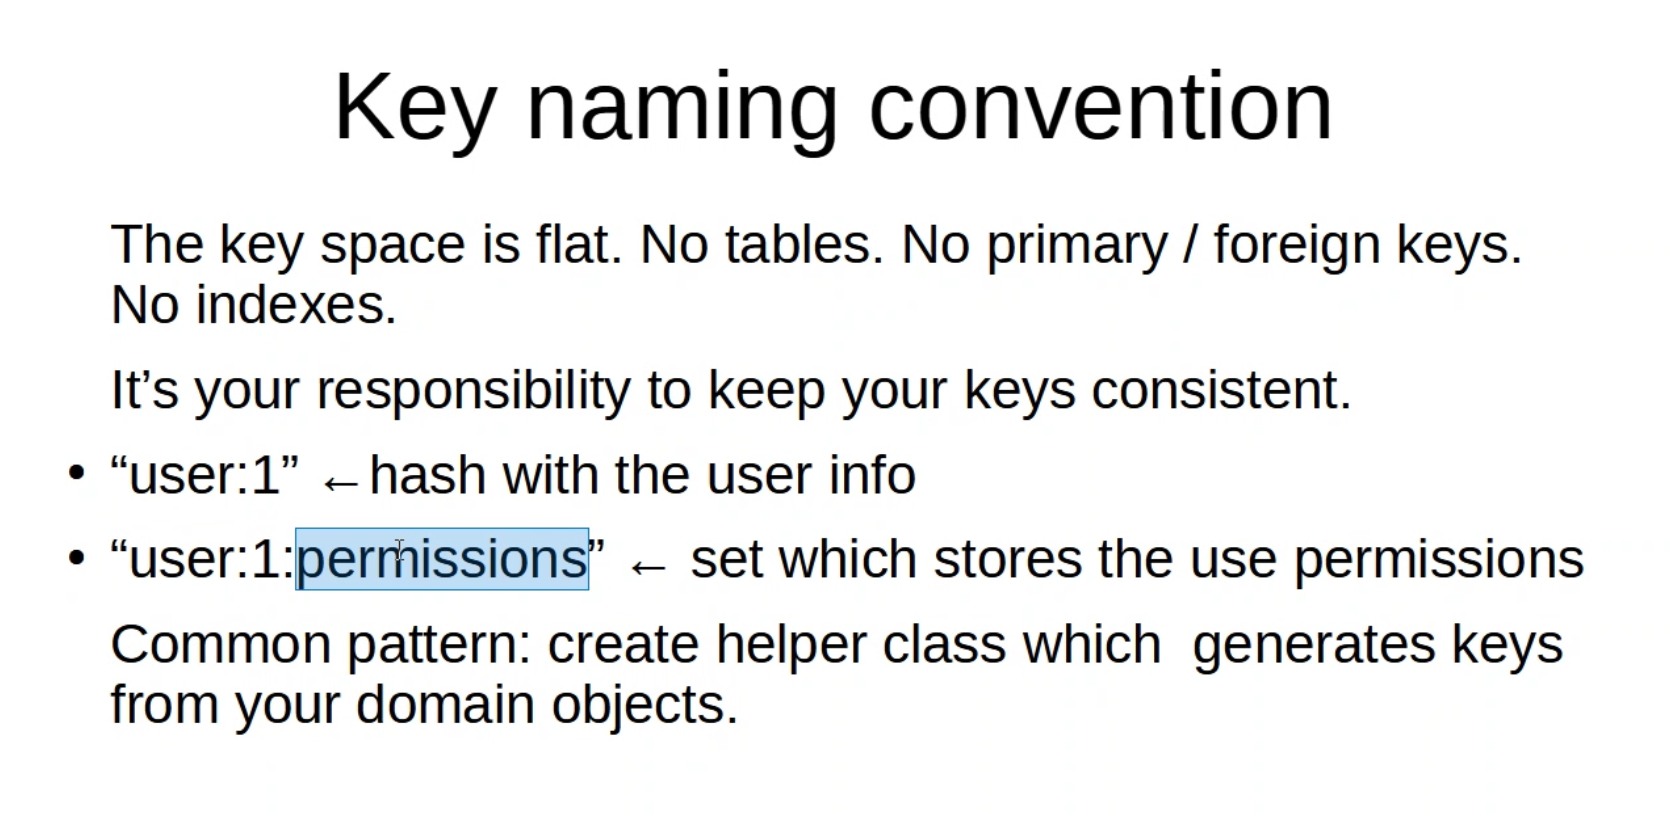 Key naming convention
The key space is flat. No tables. No primary / foreign keys.
No indexes.
It’s your responsibility to keep your keys consistent.
• “user:1” ←hash with the user info
• “user:1:permissions” ← set which stores the use permissions
Common pattern: create helper class which  generates keys
from your domain objects.